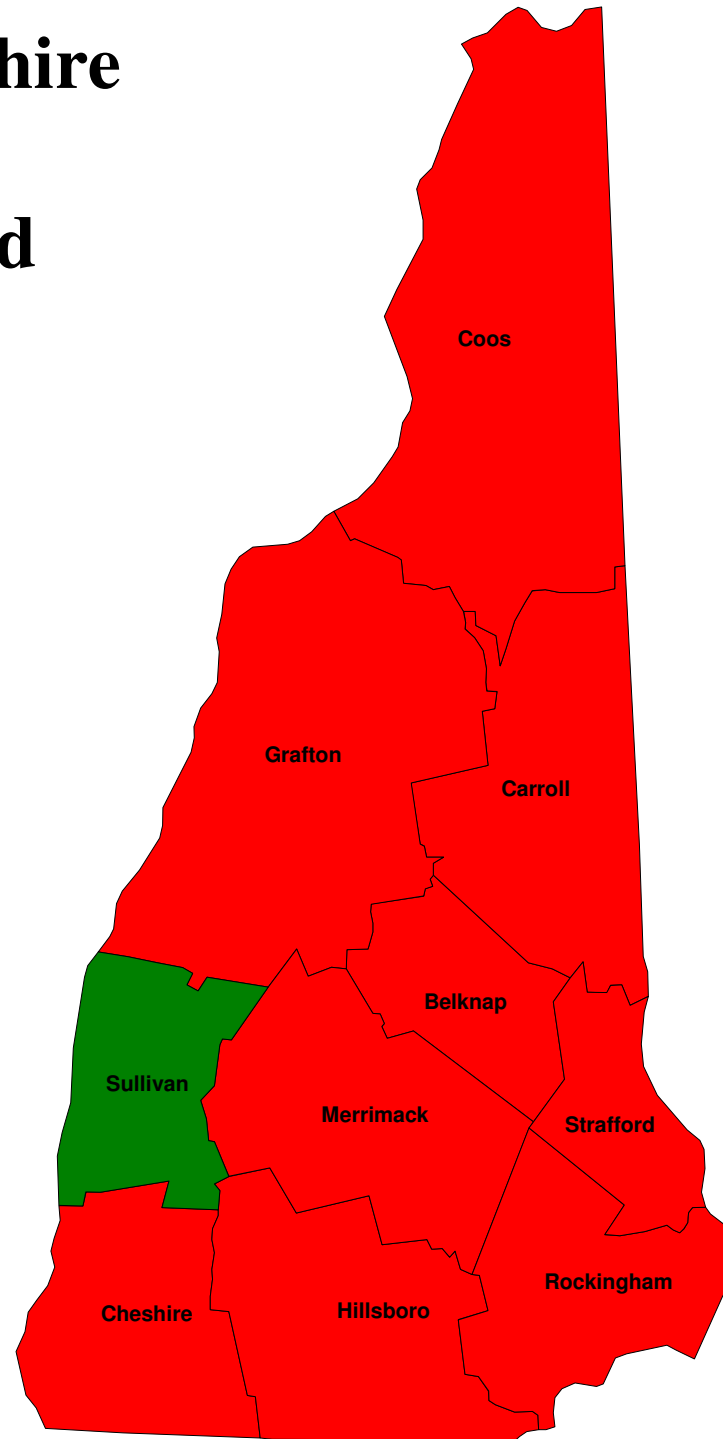 hire
d
Coos
Grafton
Carroll
Belknap
Sullivan
Merrimack
Strafford
Rockingham
Hillsboro
Cheshire